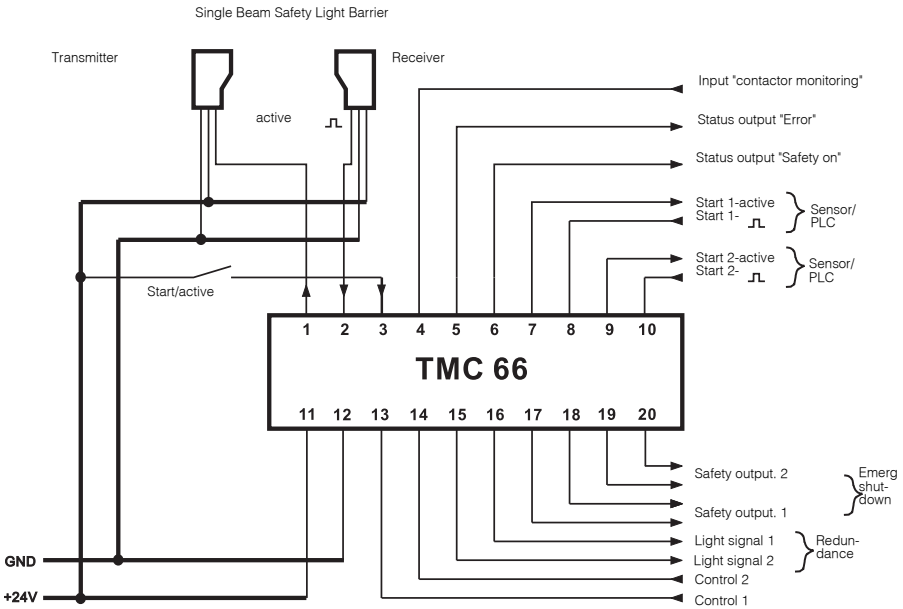 Single Beam Safety Light Barrier
Transmitter
Receiver
active
Input "contactor monitoring"
Status output "Error"
Status output "Safety on"
Start 1-active
Start 1-
Sensor/
PLC
Start 2-active
Start 2-
Sensor/
PLC
Start/active
1 2 3 4 5 6 7 8 9 10
TMC 66
11 12 13 14 15 16 17 18 19 20
Safety output. 2
Emerg
shut-
down
Safety output. 1
Light signal 1
Light signal 2
Redun-
dance
Control 2
Control 1
GND
+24V